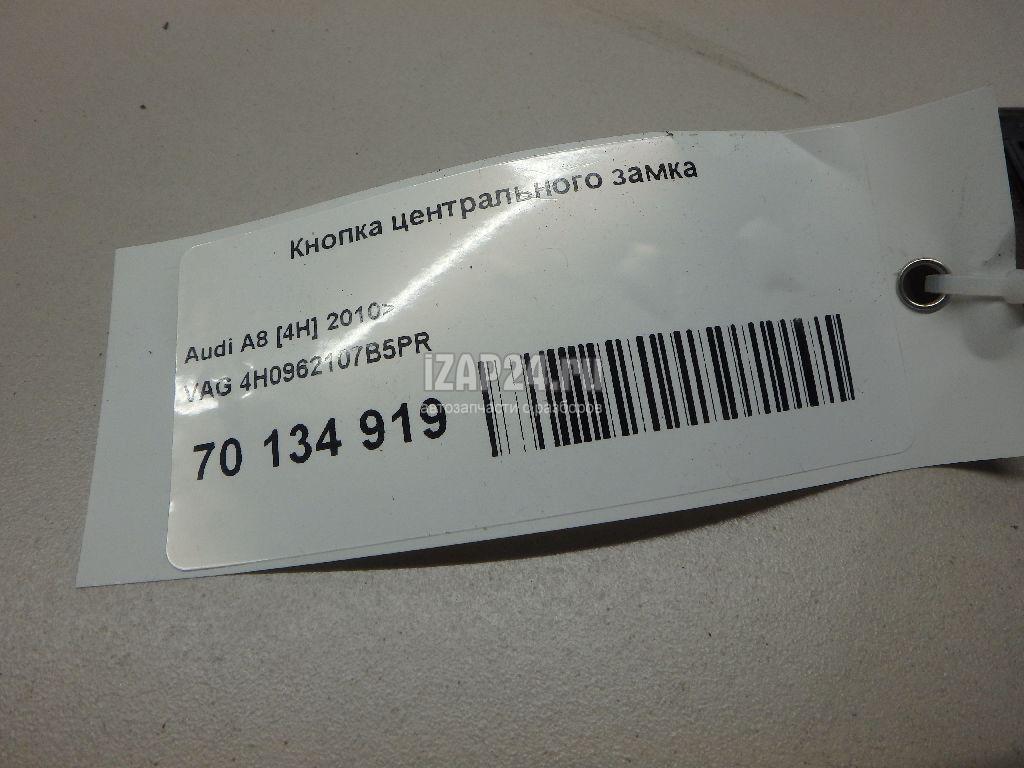 Кнопка центрального замка
Audi A8 [4H] 2010>
VAG 4H0962107B5PR
iZAP24.ru
автозапчасти с разборов
70 134 919